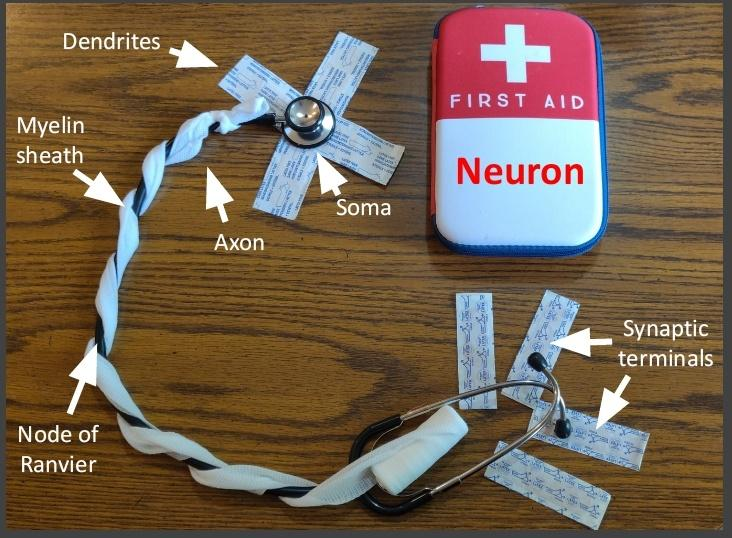 Dendrites
FIRST AID
Myelin
sheath
Neuron
Soma
Axon
Synaptic
terminals
Node of
Ranvier